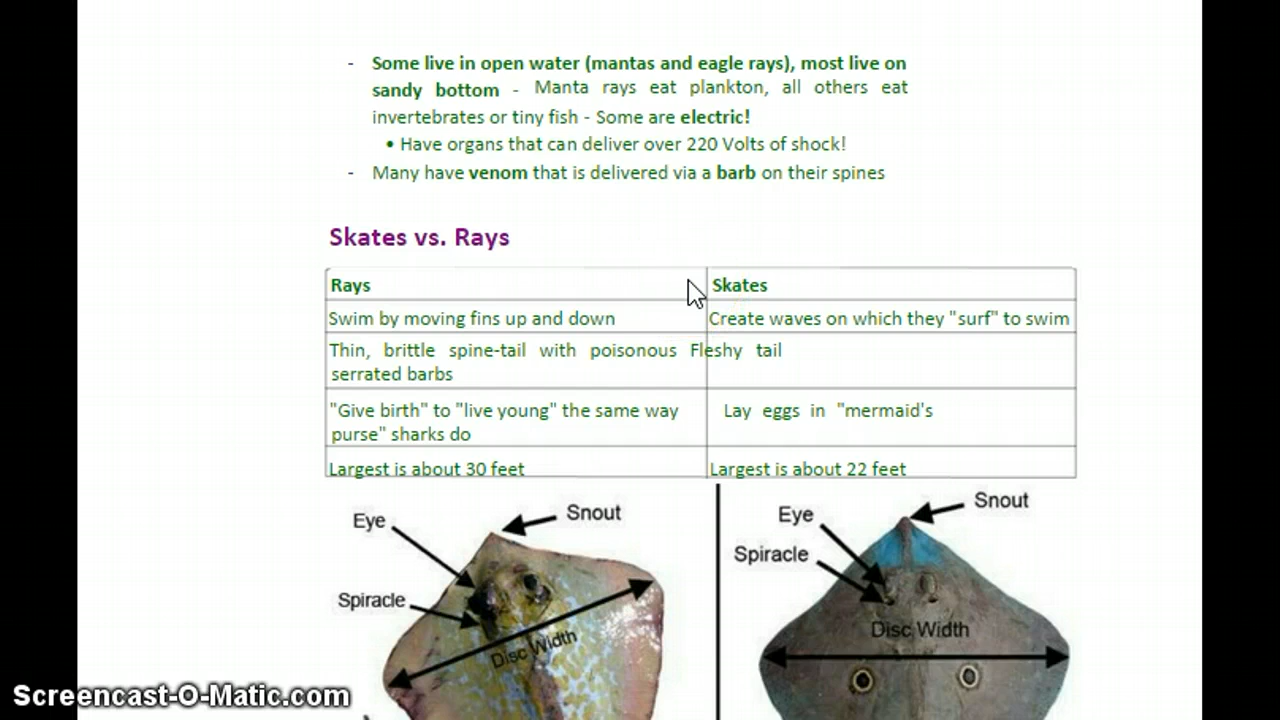 - Some live in open water (mantas and eagle rays), most live on
sandy bottom - Manta rays eat plankton, all others eat
invertebrates or tiny fish - Some are electric!
• Have organs that can deliver over 220 Volts of shock!
- Many have venom that is delivered via a barb on their spines
Skates vs. Rays
Rays Skates
Swim by moving fins up and down Create waves on which they "surf" to swim
Thin, brittle spine-tail with poisonous Fleshy tail
serrated barbs
"Give birth" to "live young" the same way Lay eggs in "mermaid's
purse" sharks do
Largest is about 30 feet Largest is about 22 feet
Eye Snout
Spiracle
Disc Width
Eye Snout
Spiracle
Disc Width
Screencast-O-Matic.com